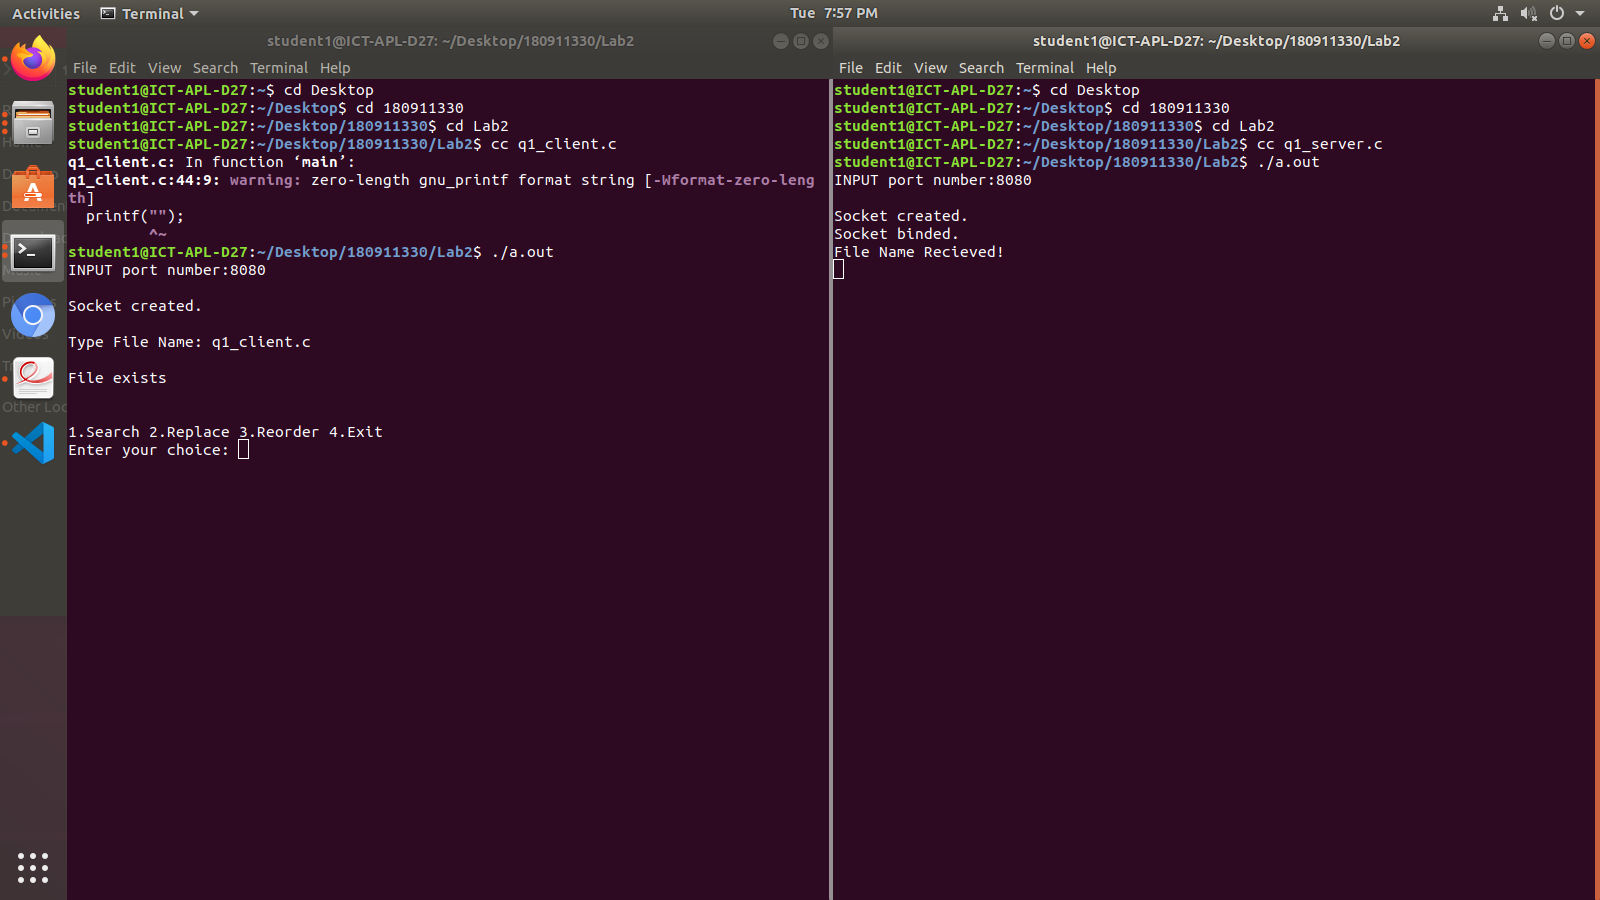 Activities Terminal Tue 7:57 PM
student1@ICT-APL-D27: ~/Desktop/180911330/Lab2
File Edit View Search Terminal Help
student1@ICT-APL-D27:~$ cd Desktop
student1@ICT-APL-D27:~/Desktop$ cd 180911330
student1@ICT-APL-D27:~/Desktop/180911330$ cd Lab2
student1@ICT-APL-D27:~/Desktop/180911330/Lab2$ cc q1_client.c
q1_client.c: In function ‘main’:
q1_client.c:44:9: warning: zero-length gnu_printf format string [-Wformat-zero-leng
th]
printf("");
^~
student1@ICT-APL-D27:~/Desktop/180911330/Lab2$ ./a.out
INPUT port number:8080
Socket created.
Type File Name: q1_client.c
File exists
1.Search 2.Replace 3.Reorder 4.Exit
Enter your choice:
student1@ICT-APL-D27: ~/Desktop/180911330/Lab2
File Edit View Search Terminal Help
student1@ICT-APL-D27:~$ cd Desktop
student1@ICT-APL-D27:~/Desktop$ cd 180911330
student1@ICT-APL-D27:~/Desktop/180911330$ cd Lab2
student1@ICT-APL-D27:~/Desktop/180911330/Lab2$ cc q1_server.c
student1@ICT-APL-D27:~/Desktop/180911330/Lab2$ ./a.out
INPUT port number:8080
Socket created.
Socket binded.
File Name Recieved!